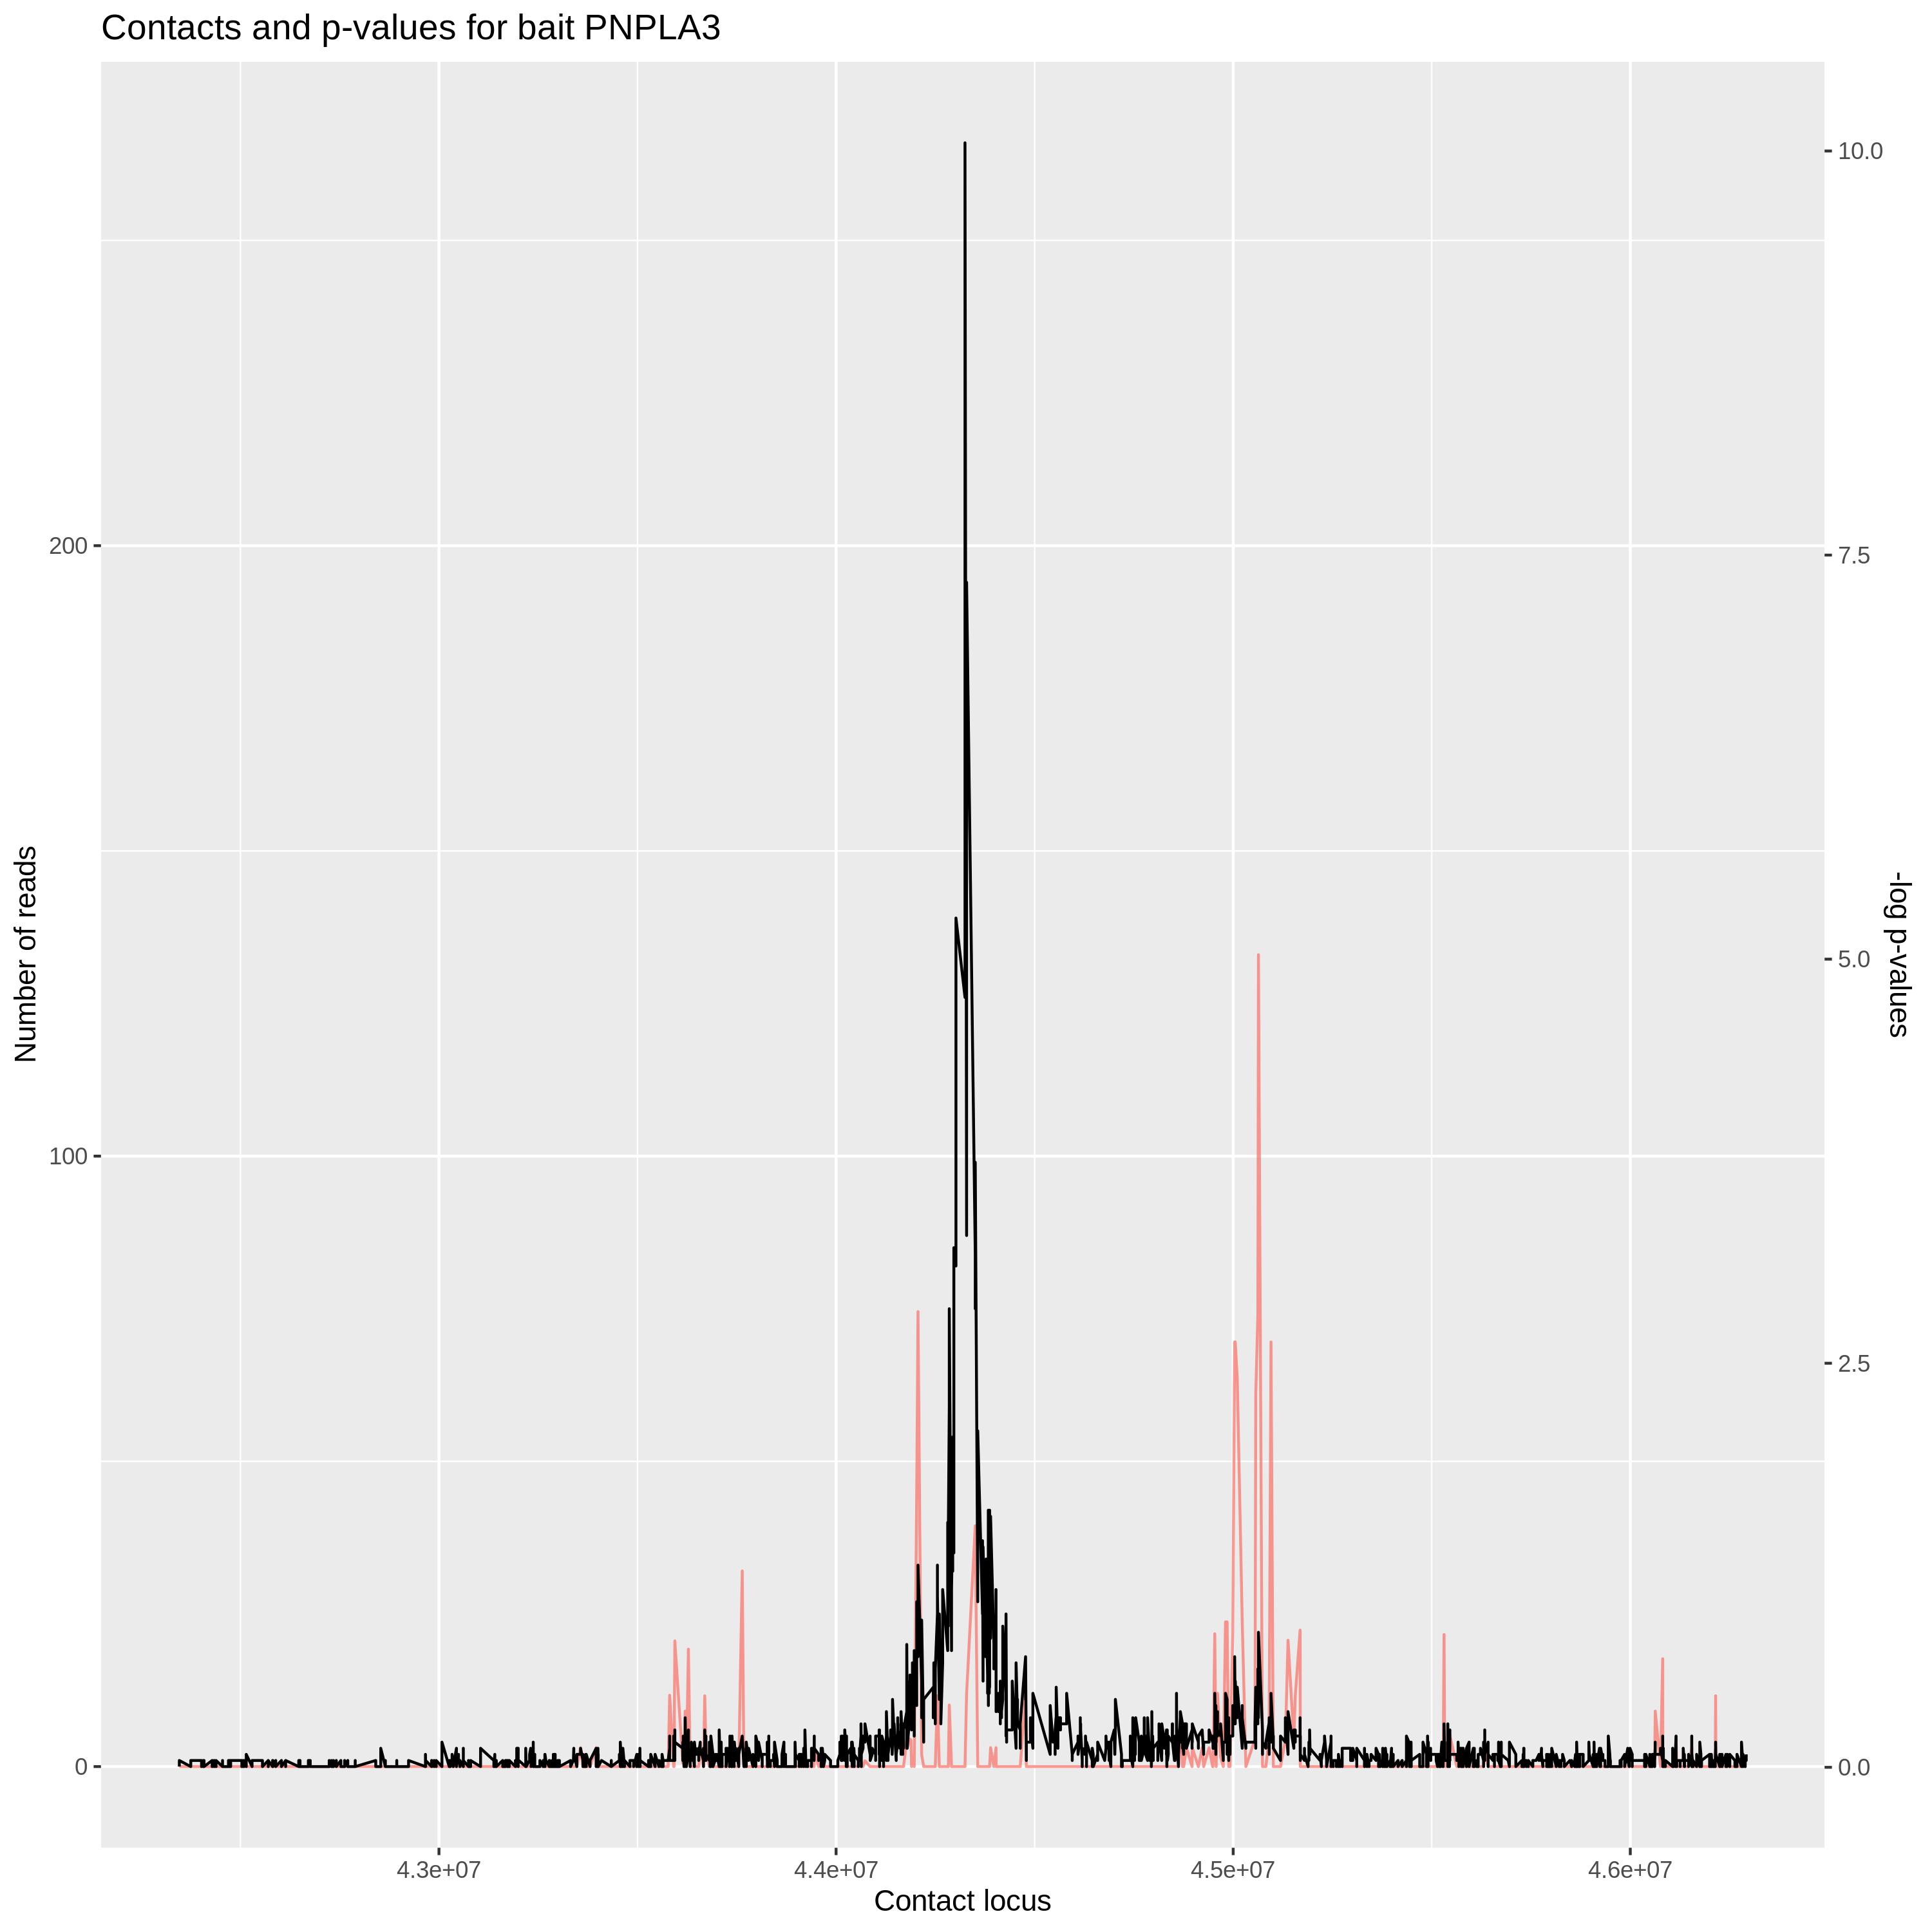 Contacts and p-values for bait PNPLA3
Number of reads
200
100
0
10.0
7.5
5.0
2.5
0.0
-log p-values
4.3e+07 4.4e+07 4.5e+07 4.6e+07
Contact locus